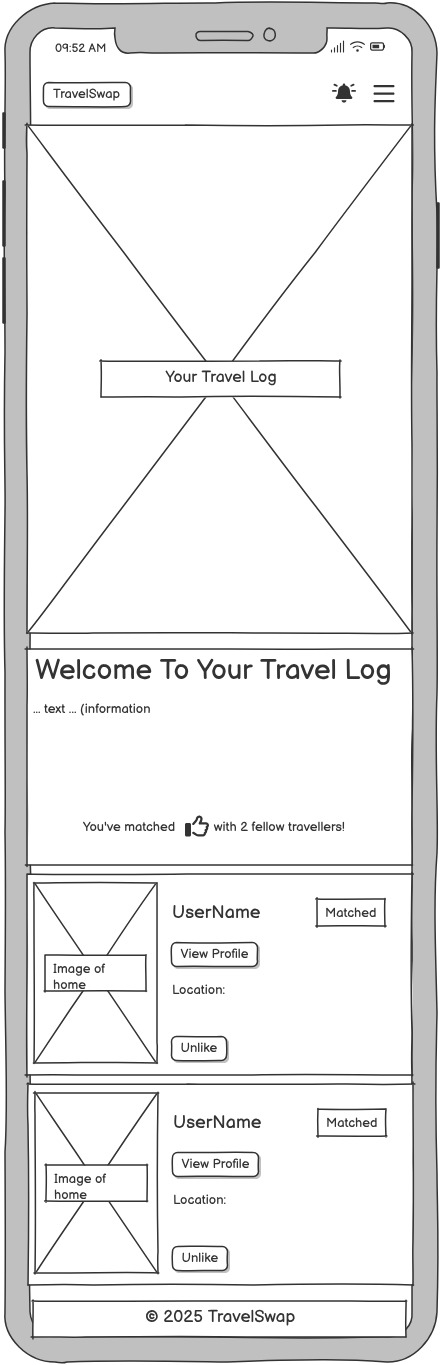 09:52 AM
TravelSwap
Your Travel Log
Welcome To Your Travel Log
... text ... (information
You've matched with 2 fellow travellers!
UserName
Matched
View Profile
Image of
home
Location:
Unlike
UserName
Matched
View Profile
Image of
home
Location:
Unlike
© 2025 TravelSwap